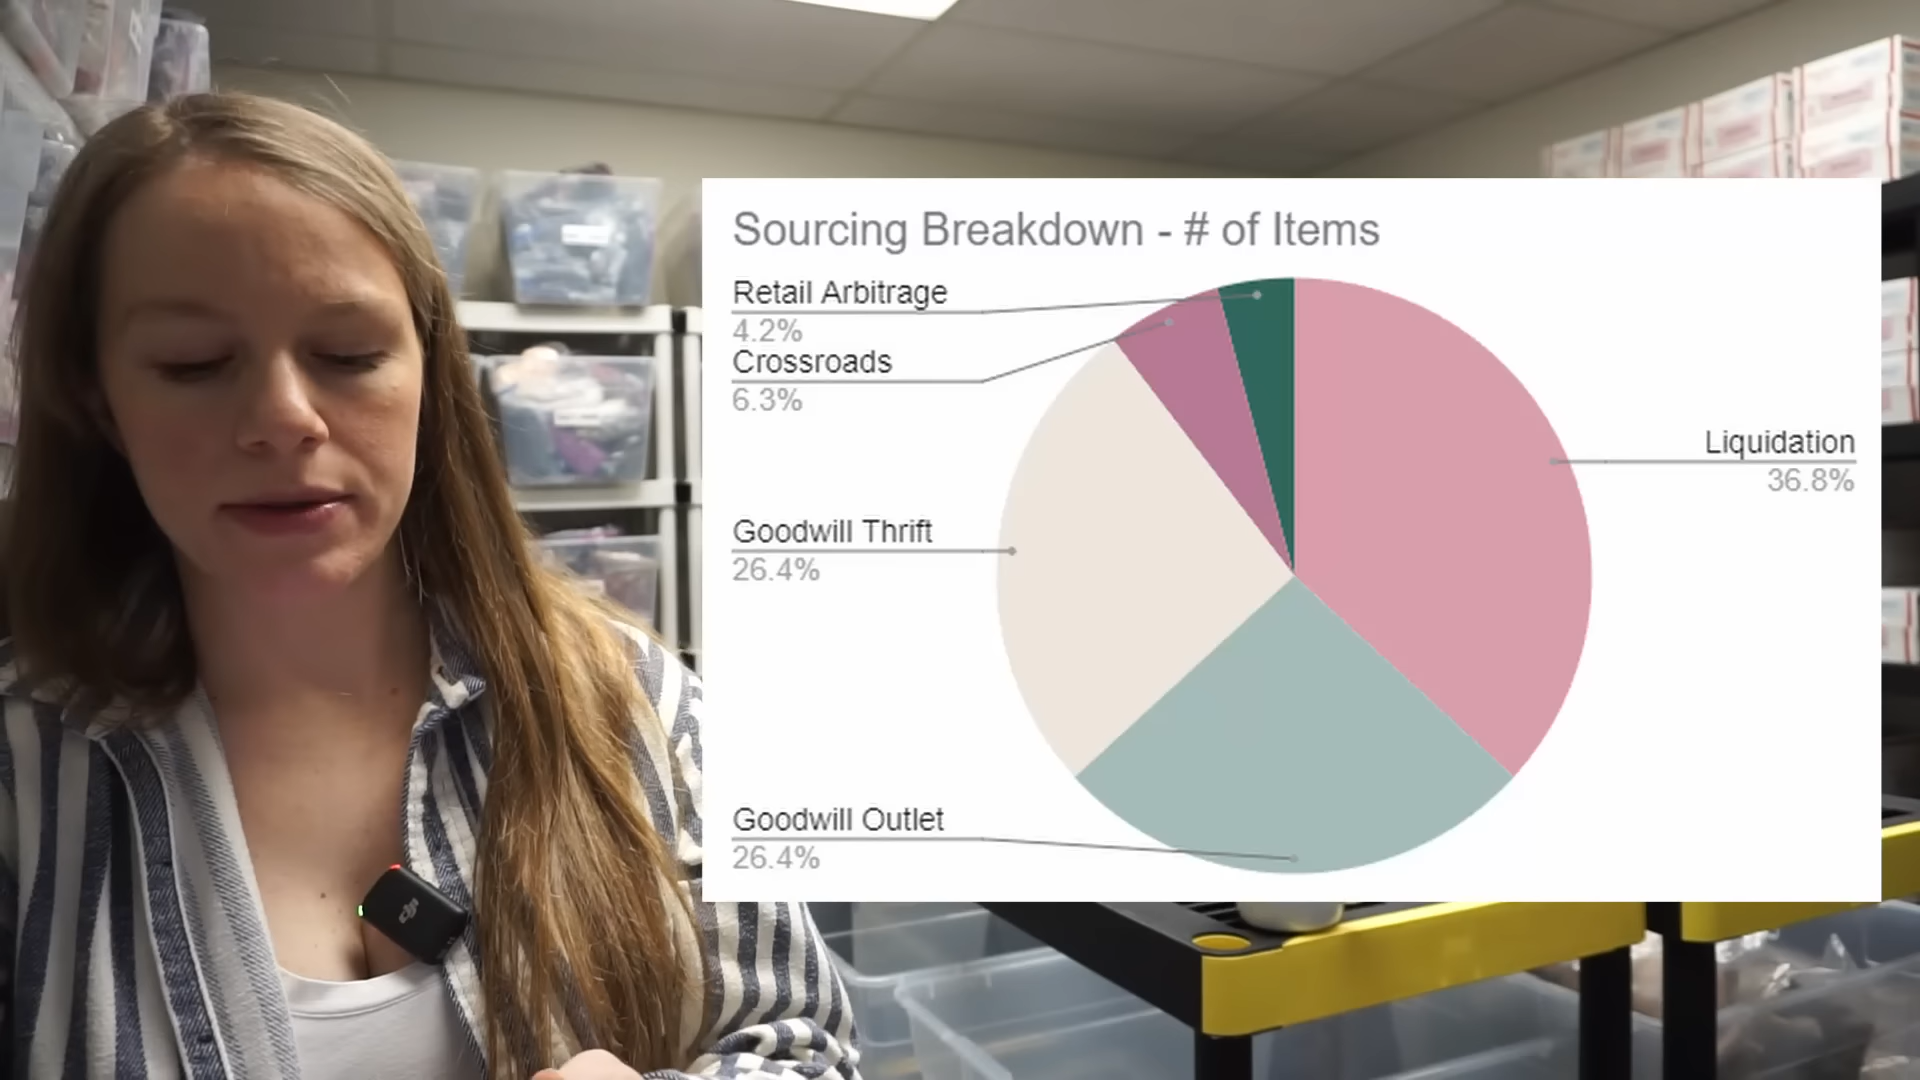 Sourcing Breakdown - # of Items
Retail Arbitrage
4.2%
Crossroads
6.3%
Liquidation
36.8%
Goodwill Thrift
26.4%
Goodwill Outlet
26.4%
dji